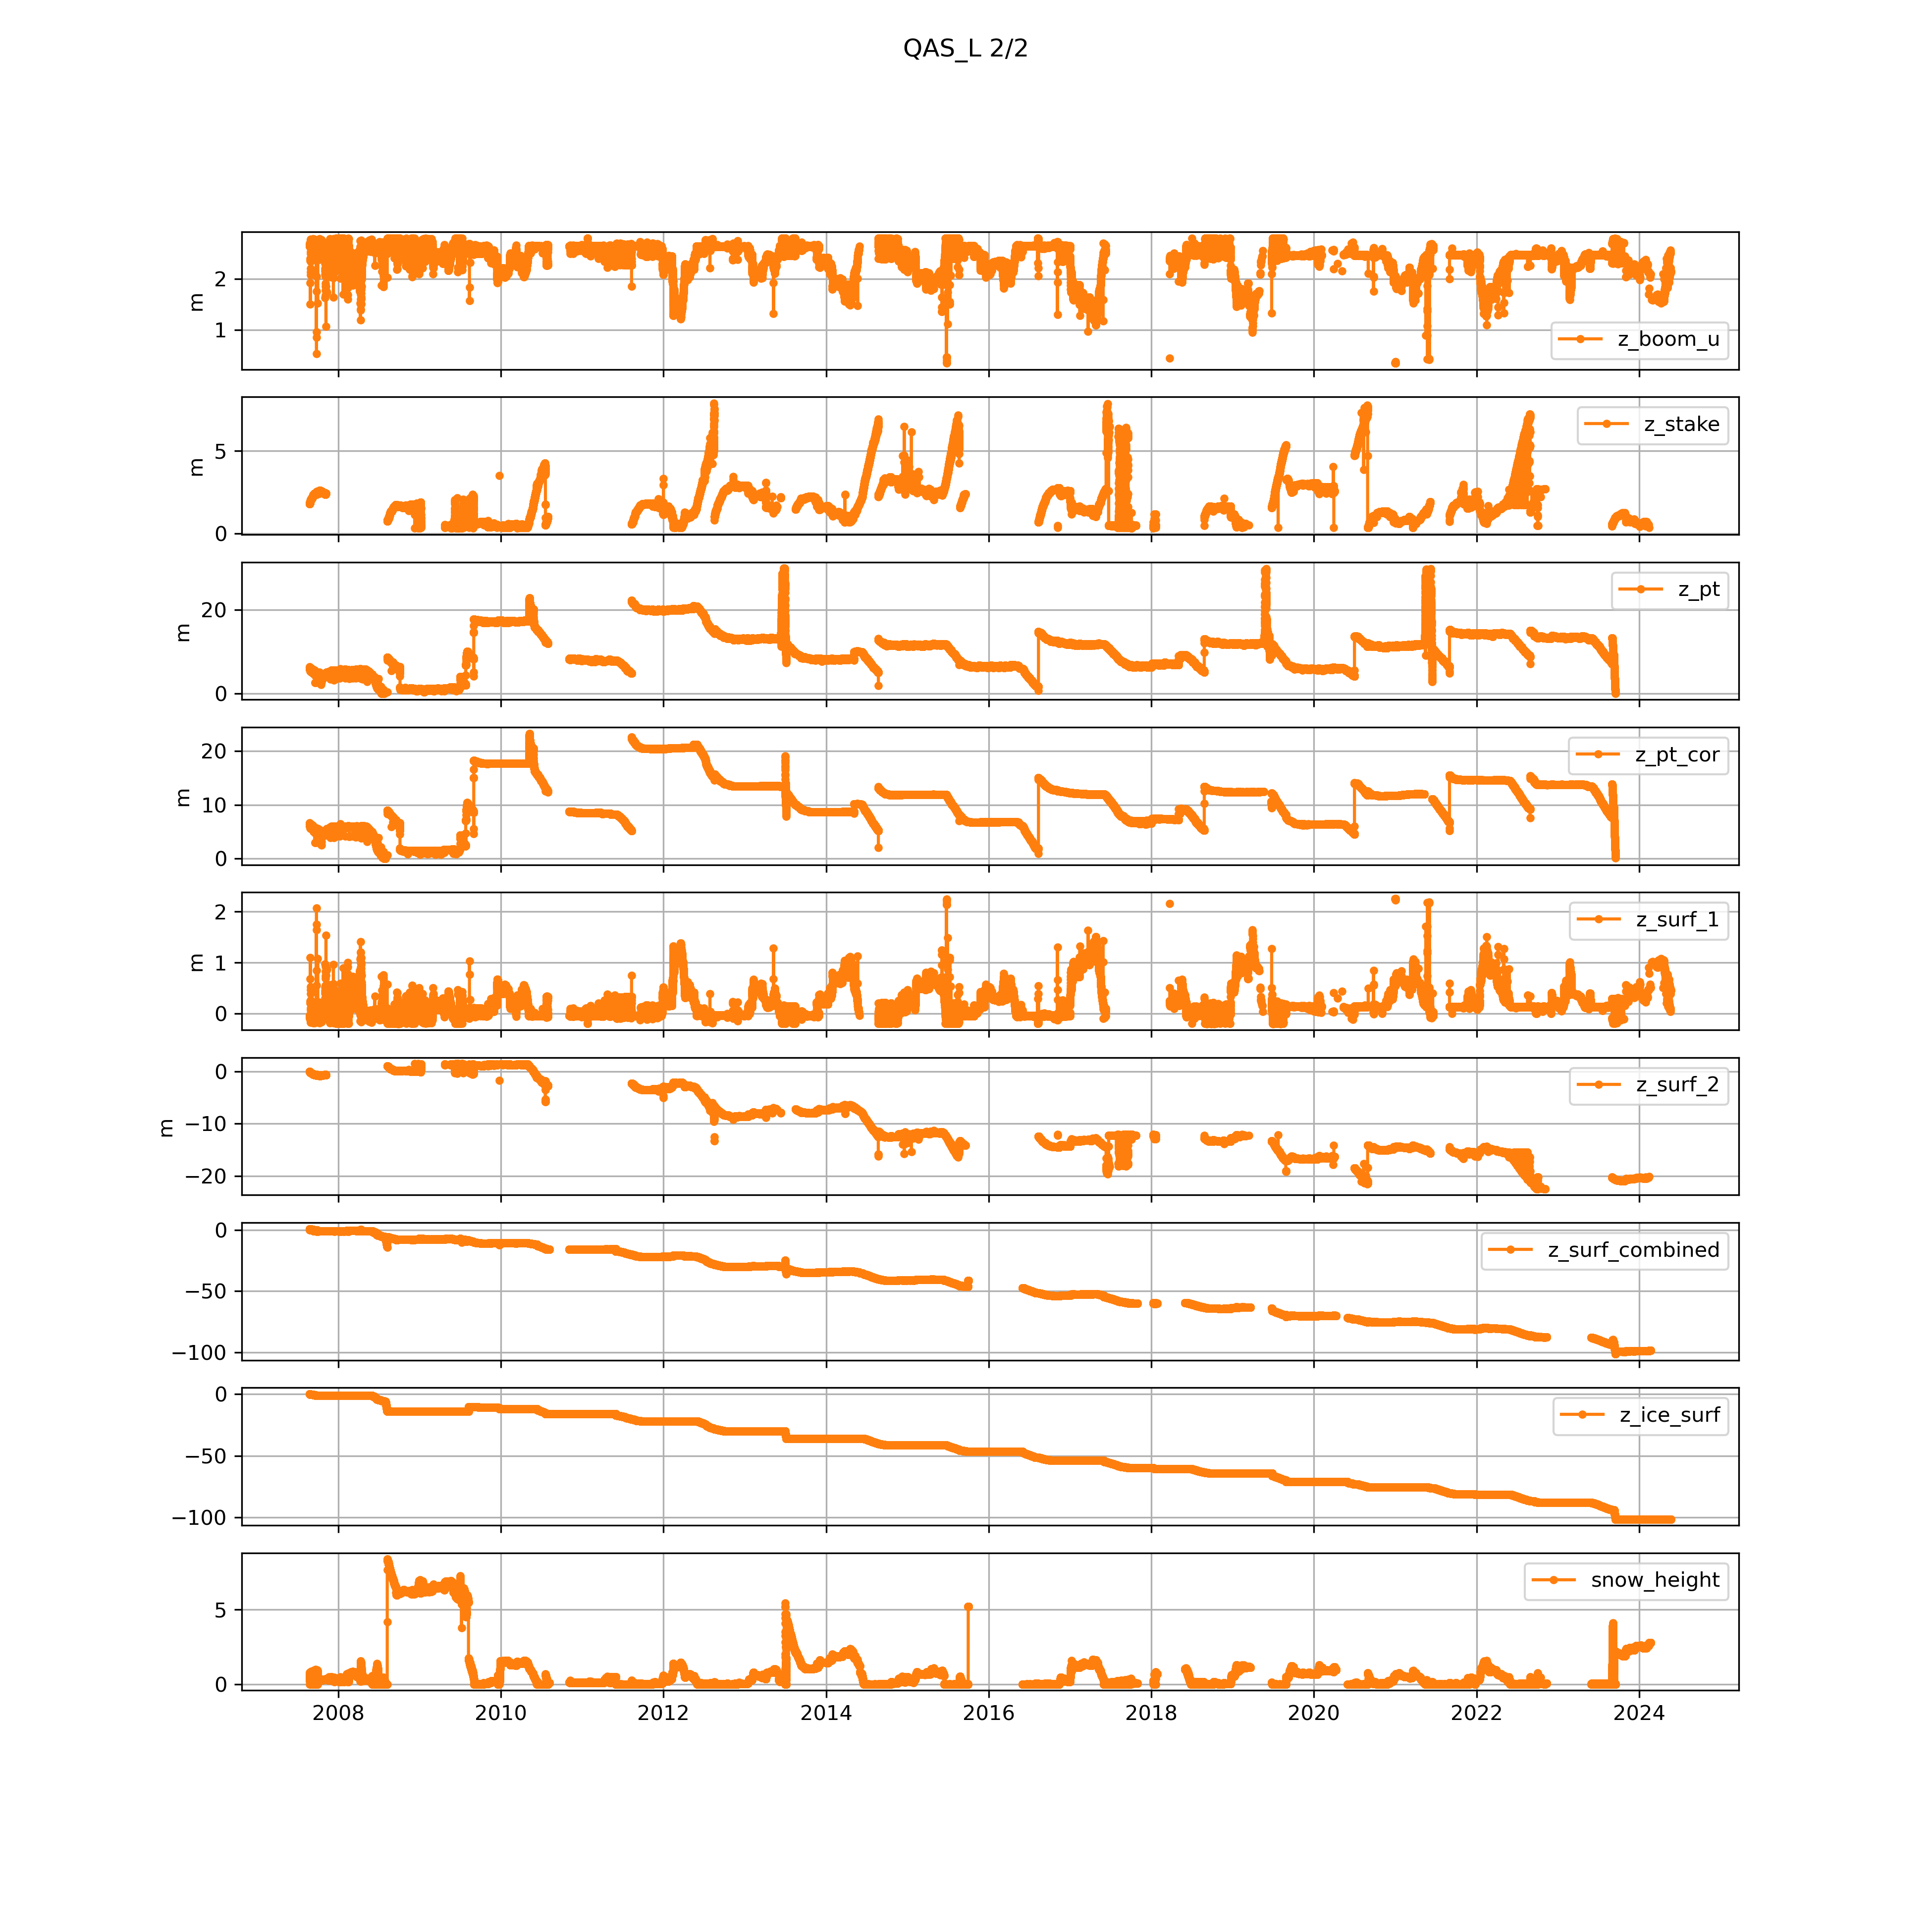 QAS_L 2/2
2
1
m
z_boom_u
5
0
m
z_stake
20
0
m
z_pt
20
10
0
m
z_pt_cor
2
1
0
m
z_surf_1
0
−10
−20
m
z_surf_2
0
−50
−100
z_surf_combined
0
−50
−100
z_ice_surf
5
0
snow_height
2008 2010 2012 2014 2016 2018 2020 2022 2024